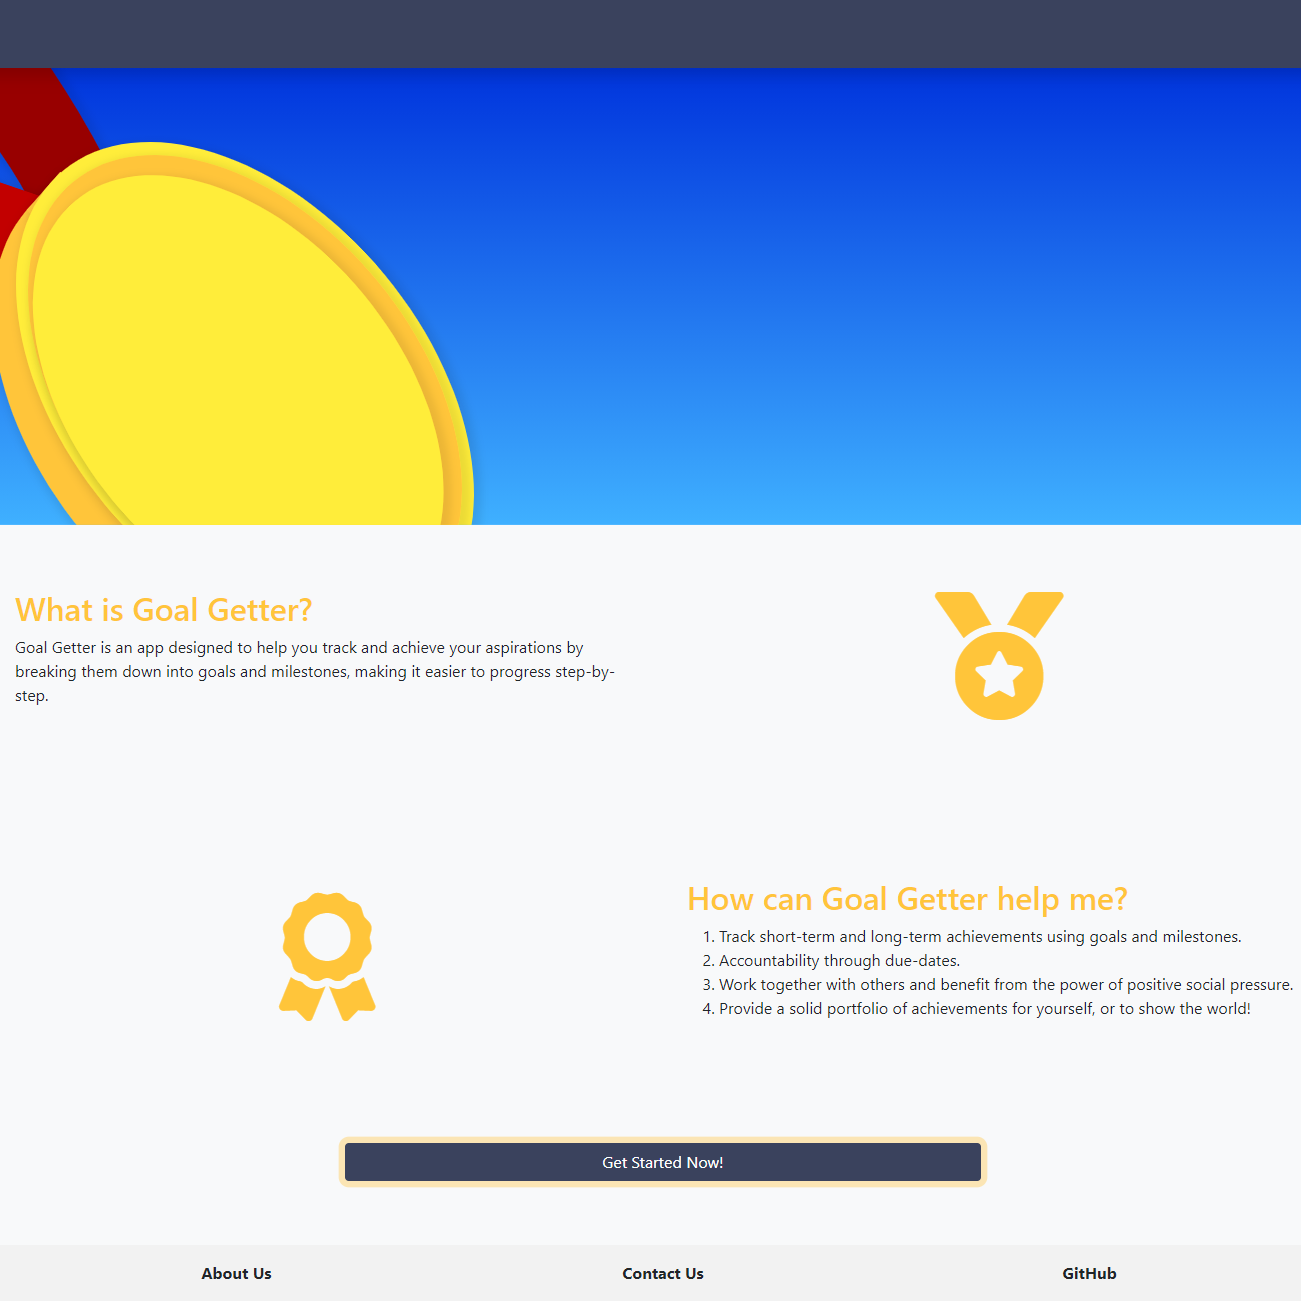 What is Goal Getter?
Goal Getter is an app designed to help you track and achieve your aspirations by
breaking them down into goals and milestones, making it easier to progress step-by-
step.
How can Goal Getter help me?
1. Track short-term and long-term achievements using goals and milestones.
2. Accountability through due-dates.
3. Work together with others and benefit from the power of positive social pressure.
4. Provide a solid portfolio of achievements for yourself, or to show the world!
Get Started Now!
About Us
Contact Us
GitHub